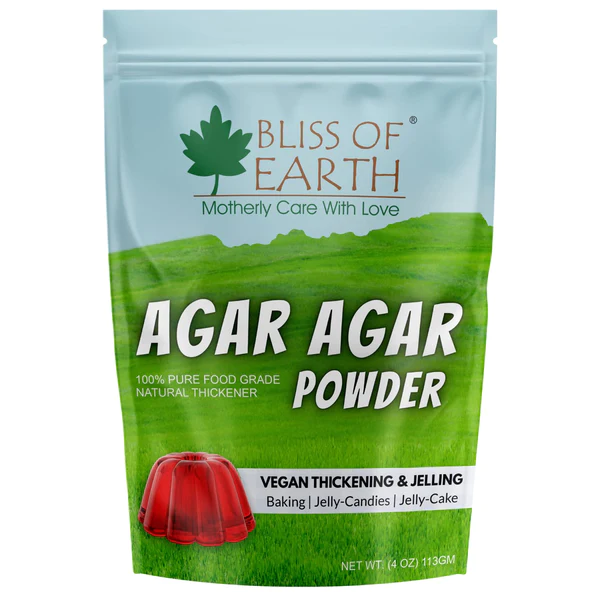 BLISS OF ®
EARTH
Motherly Care With Love
AGAR AGAR
100% PURE FOOD GRADE
NATURAL THICKENER
POWDER
VEGAN THICKENING & JELLING
Baking | Jelly-Candies | Jelly-Cake
NET WT. (4 OZ) 113GM